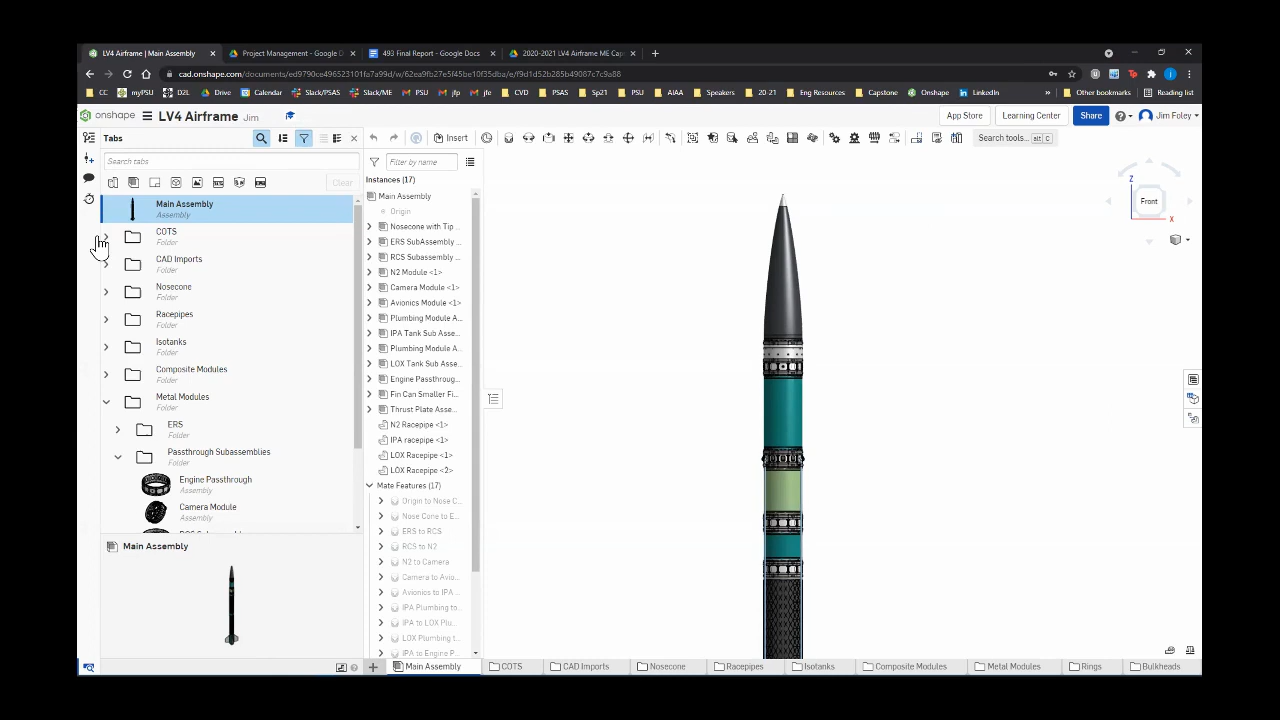 LV4 Airframe | Main Assembly
Project Management - Google D
493 Final Report - Google Docs
2020-2021 LV4 Airframe ME Cap
cad.onshape.com/documents/ed9790ce496523101fa7a99d/w/62ea9fb27e5f45be10f35dba/e/f9d1d52b285b49087c7c9a88
CC
myPSU
D2L
Drive
Calendar
Slack/PSAS
Slack/ME
PSU
jfp
jfe
CVD
PSAS
Sp21
PSU
AIAA
Speakers
20-21
Eng Resources
Capstone
Onshape
LinkedIn
»
Other bookmarks
Reading list
onshape
LV4 Airframe Jim
App Store
Learning Center
Share
Jim Foley
Tabs
Insert
Search tools... alt C
Search tabs
Filter by name
Clear
Instances (17)
Main Assembly
Assembly
COTS
Folder
CAD Imports
Folder
Nosecone
Folder
Racepipes
Folder
Isotanks
Folder
Composite Modules
Folder
Metal Modules
Folder
ERS
Folder
Passthrough Subassemblies
Folder
Engine Passthrough
Assembly
Camera Module
Assembly
Main Assembly
Main Assembly
Origin
Nosecone with Tip
ERS SubAssembly ...
RCS Subassembly ...
N2 Module <1>
Camera Module <1>
Avionics Module <1>
Plumbing Module A...
IPA Tank Sub Asse...
Plumbing Module A...
LOX Tank Sub Asse...
Engine Passthroug...
Fin Can Smaller Fi...
Thrust Plate Asse...
N2 Racepipe <1>
IPA racepipe <1>
LOX Racepipe <1>
LOX Racepipe <2>
Mate Features (17)
Origin to Nose C...
Nose Cone to E...
ERS to RCS
RCS to N2
N2 to Camera
Camera to Avio...
Avionics to IPA...
IPA Plumbing to...
IPA to LOX Plu...
LOX Plumbing t...
IPA to Engine P...
Z
Front
X
Main Assembly
COTS
CAD Imports
Nosecone
Racepipes
Isotanks
Composite Modules
Metal Modules
Rings
Bulkheads